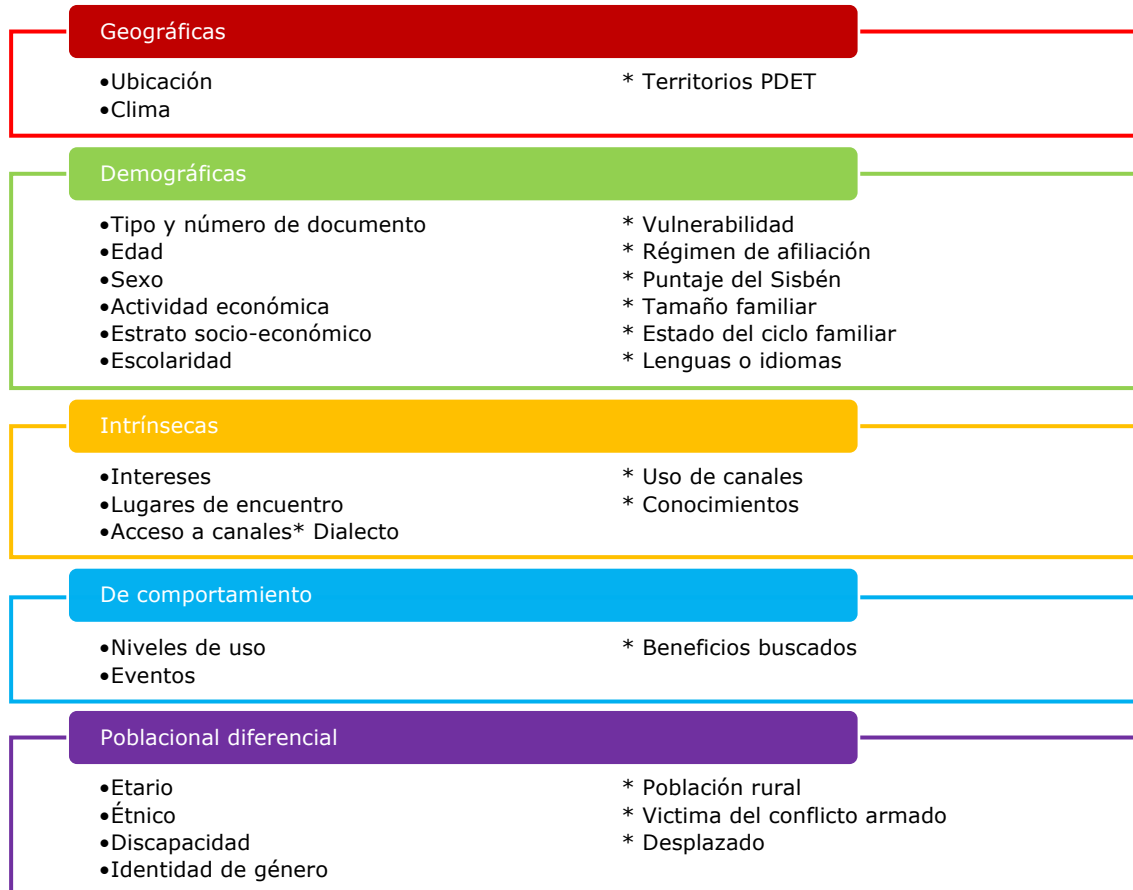 Geográficas
•Ubicación * Territorios PDET
•Clima
Demográficas
•Tipo y número de documento * Vulnerabilidad
•Edad * Régimen de afiliación
•Sexo * Puntaje del Sisbén
•Actividad económica * Tamaño familiar
•Estrato socio-económico * Estado del ciclo familiar
•Escolaridad * Lenguas o idiomas
Intrínsecas
•Intereses * Uso de canales
•Lugares de encuentro * Conocimientos
•Acceso a canales* Dialecto
De comportamiento
•Niveles de uso * Beneficios buscados
•Eventos
Poblacional diferencial
•Etario * Población rural
•Étnico * Victima del conflicto armado
•Discapacidad * Desplazado
•Identidad de género